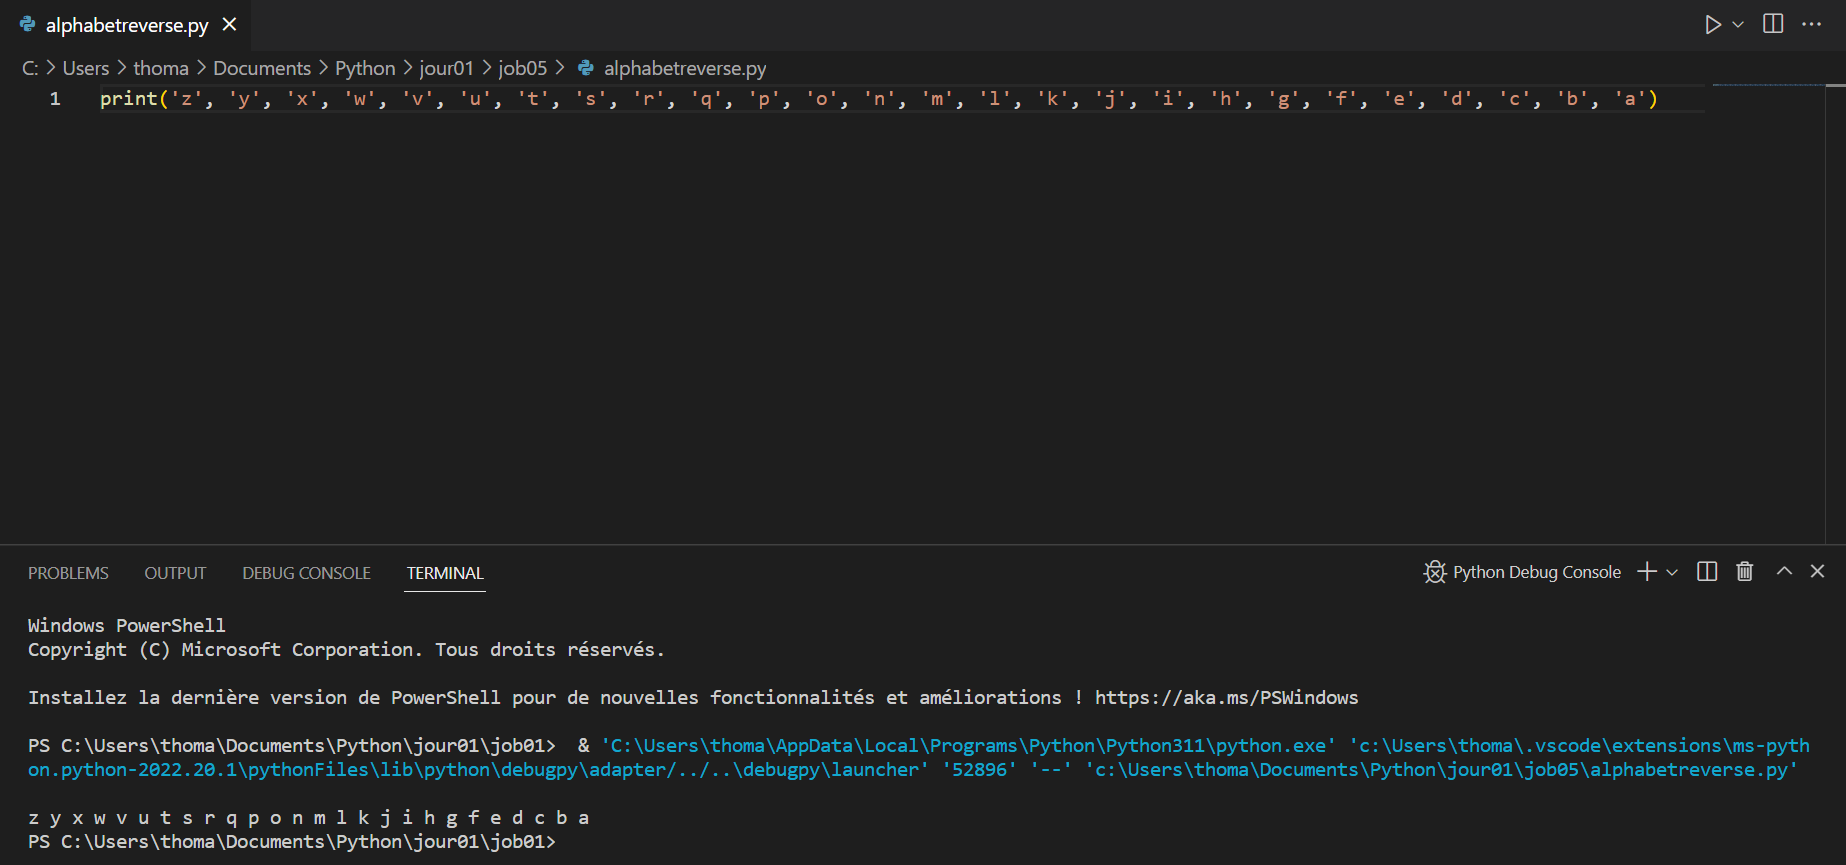 alphabetreverse.py
C: > Users > thoma > Documents > Python > jour01 > job05 > alphabetreverse.py
1 print('z', 'y', 'x', 'w', 'v', 'u', 't', 's', 'r', 'q', 'p', 'o', 'n', 'm', 'l', 'k', 'j', 'i', 'h', 'g', 'f', 'e', 'd', 'c', 'b', 'a')
PROBLEMS OUTPUT DEBUG CONSOLE TERMINAL Python Debug Console
Windows PowerShell
Copyright (C) Microsoft Corporation. Tous droits réservés.
Installez la dernière version de PowerShell pour de nouvelles fonctionnalités et améliorations ! https://aka.ms/PSWindows
PS C:\Users\thoma\Documents\Python\jour01\job01>  & 'C:\Users\thoma\AppData\Local\Programs\Python\Python311\python.exe' 'c:\Users\thoma\.vscode\extensions\ms-pyth
on.python-2022.20.1\pythonFiles\lib\python\debugpy\adapter/../..\debugpy\launcher' '52896' '--' 'c:\Users\thoma\Documents\Python\jour01\job05\alphabetreverse.py'
z y x w v u t s r q p o n m l k j i h g f e d c b a
PS C:\Users\thoma\Documents\Python\jour01\job01>